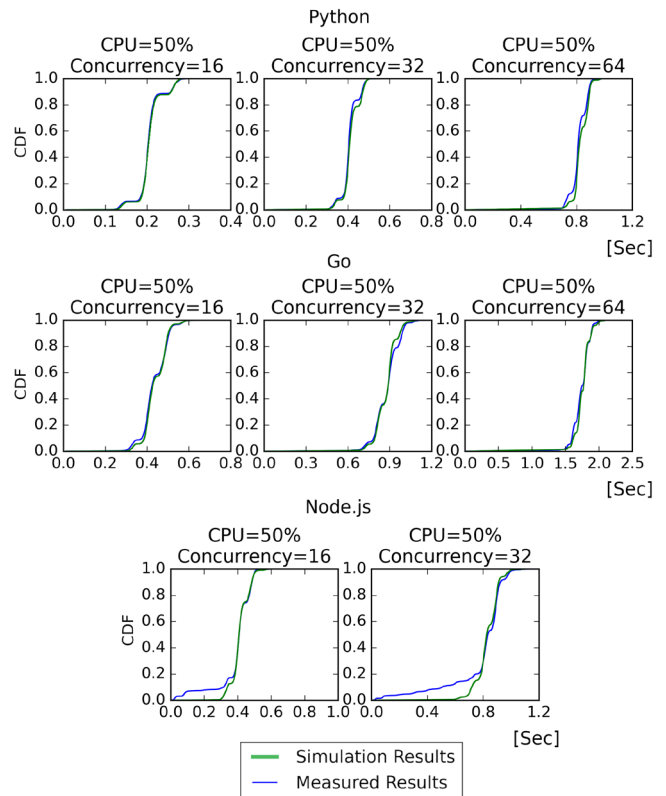 Python
CPU=50% CPU=50% CPU=50%
Concurrency=16 Concurrency=32 Concurrency=64
1.0 1.0 1.0
0.8 0.8 0.8
0.6 0.6 0.6
CDF
0.4 0.4 0.4
0.2 0.2 0.2
0.0 0.0 0.0
0.0 0.1 0.2 0.3 0.4 0.0 0.2 0.4 0.6 0.8 0.0 0.4 0.8 1.2
[Sec]
Go
CPU=50% CPU=50% CPU=50%
Concurrency=16 Concurrency=32 Concurrency=64
1.0 1.0 1.0
0.8 0.8 0.8
0.6 0.6 0.6
CDF
0.4 0.4 0.4
0.2 0.2 0.2
0.0 0.0 0.0
0.0 0.2 0.4 0.6 0.8 0.0 0.3 0.6 0.9 1.2 0.0 0.5 1.0 1.5 2.0 2.5
[Sec]
Node.js
CPU=50% CPU=50%
Concurrency=16 Concurrency=32
1.0 1.0
0.8 0.8
0.6 0.6
CDF
0.4 0.4
0.2 0.2
0.0 0.0
0.0 0.2 0.4 0.6 0.8 1.0 0.0 0.4 0.8 1.2
[Sec]
Simulation Results
Measured Results